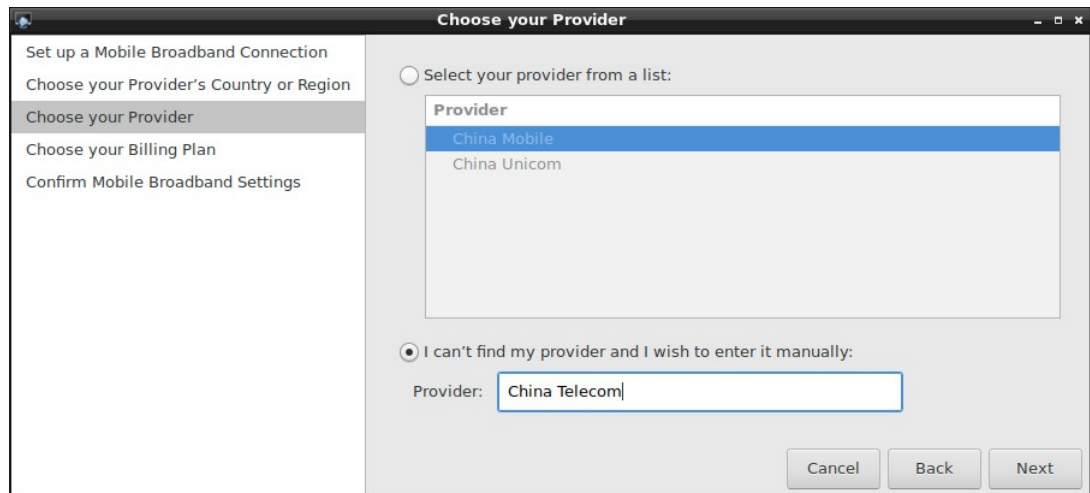 Choose your Provider
Set up a Mobile Broadband Connection
Choose your Provider’s Country or Region
Choose your Provider
Choose your Billing Plan
Confirm Mobile Broadband Settings
Select your provider from a list:
Provider
China Mobile
China Unicom
I can’t find my provider and I wish to enter it manually:
Provider: China Telecom
Cancel Back Next